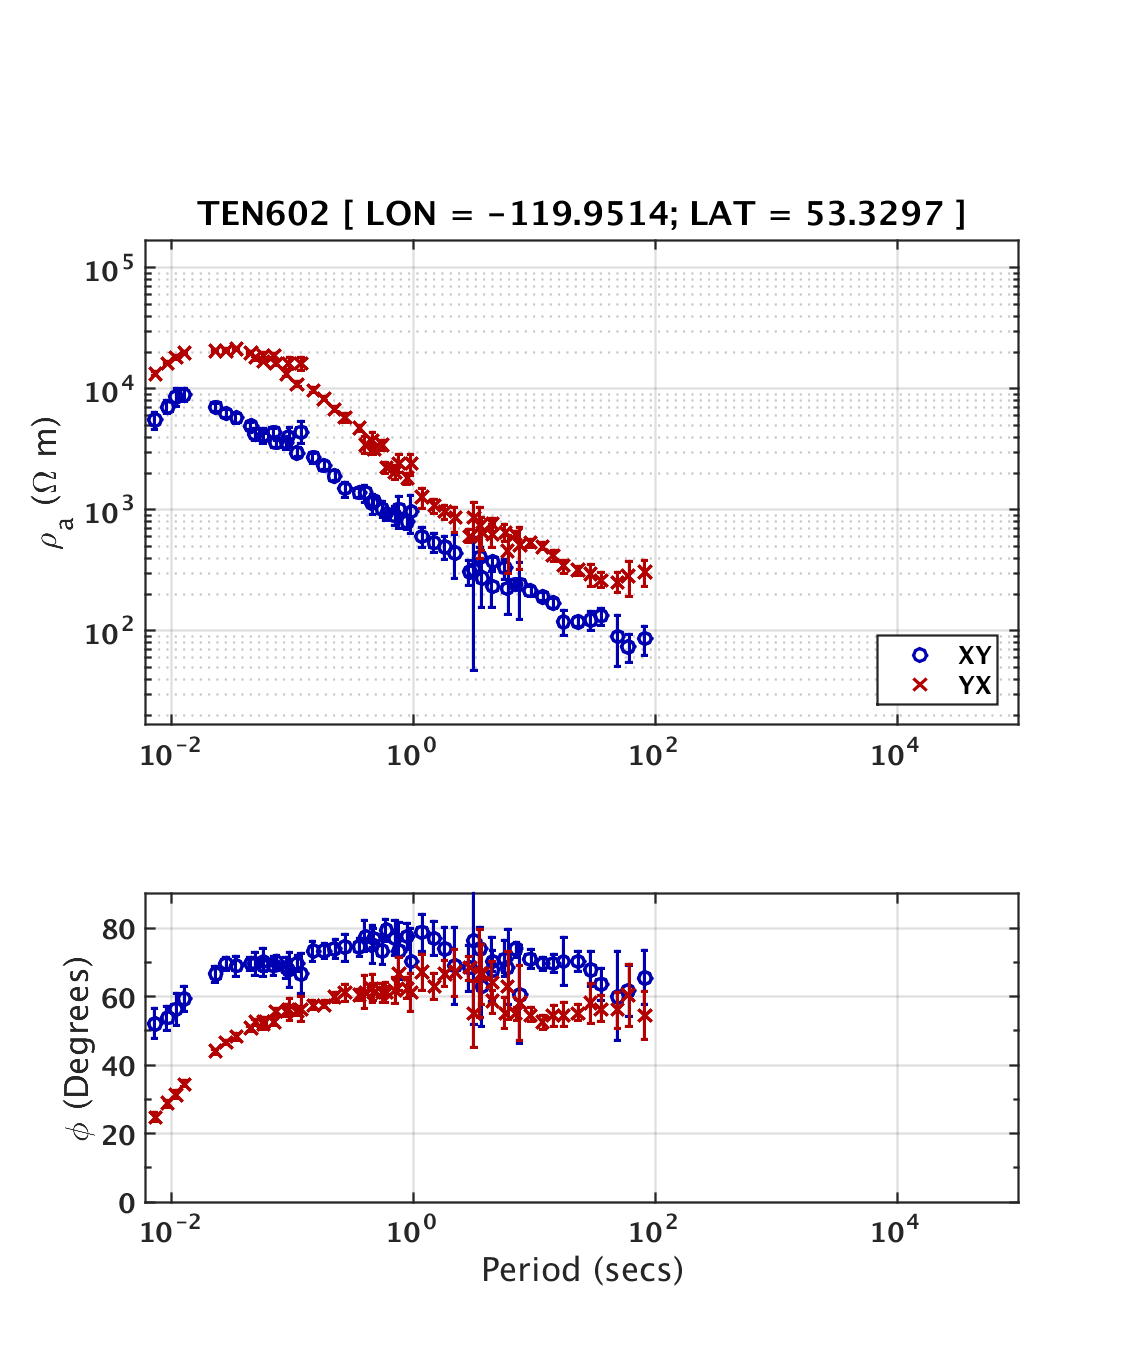 TEN602 [ LON = -119.9514; LAT = 53.3297 ]
10^5
10^4
10^3
10^2
ρ_a (Ω m)
XY
YX
10^-2 10^0 10^2 10^4
80
60
40
20
0
ϕ (Degrees)
10^-2 10^0 10^2 10^4
Period (secs)